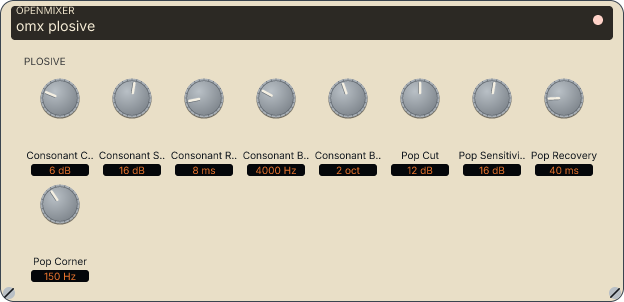 OPENMIXER
omx plosive
PLOSIVE
Consonant C.. Consonant S.. Consonant R.. Consonant B.. Consonant B.. Pop Cut Pop Sensitivi.. Pop Recovery
6 dB 16 dB 8 ms 4000 Hz 2 oct 12 dB 16 dB 40 ms
Pop Corner
150 Hz